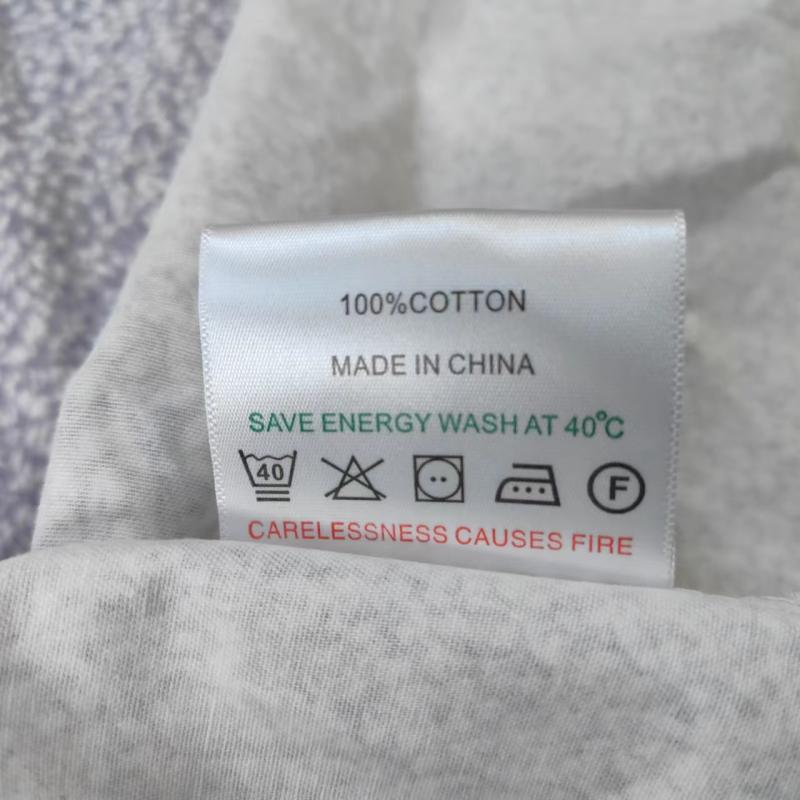 100%COTTON
MADE IN CHINA
SAVE ENERGY WASH AT 40°C
40 F
CARELESSNESS CAUSES FIRE